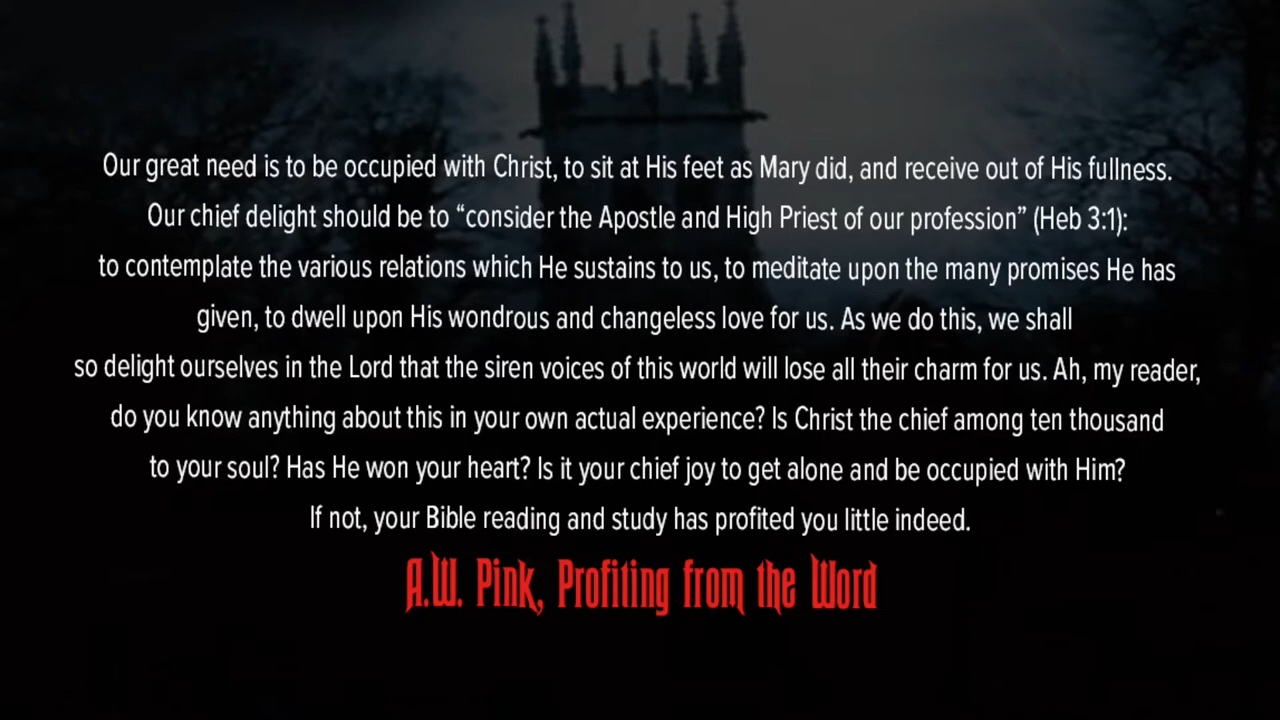 Our great need is to be occupied with Christ, to sit at His feet as Mary did, and receive out of His fullness.
Our chief delight should be to “consider the Apostle and High Priest of our profession” (Heb 3:1):
to contemplate the various relations which He sustains to us, to meditate upon the many promises He has
given, to dwell upon His wondrous and changeless love for us. As we do this, we shall
so delight ourselves in the Lord that the siren voices of this world will lose all their charm for us. Ah, my reader,
do you know anything about this in your own actual experience? Is Christ the chief among ten thousand
to your soul? Has He won your heart? Is it your chief joy to get alone and be occupied with Him?
If not, your Bible reading and study has profited you little indeed.
A.W. Pink, Profiting from the Word